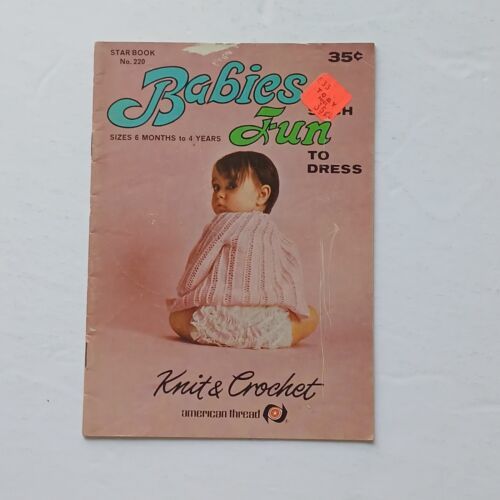 STAR BOOK
No. 220
35¢
Babies
SIZES 6 MONTHS to 4 YEARS
Fun
TO
DRESS
Knit & Crochet
american thread